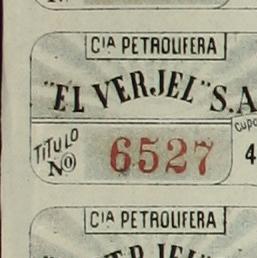 CIA PETROLIFERA
"EL VERJEL" S.A
TITULO
Nº 6527
Cupo
4
CIA PETROLIFERA